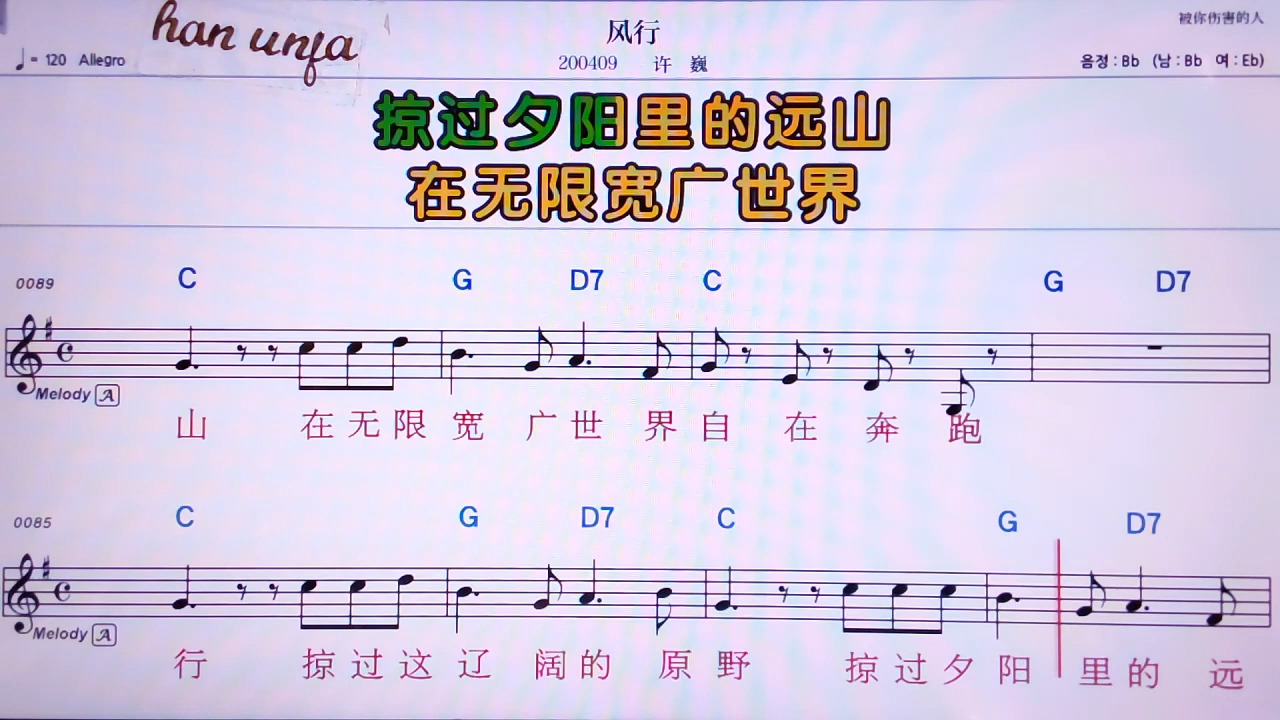 han unja
风行
被你伤害的人
♩= 120 Allegro
200409 许 巍
음정 : Bb (남 : Bb 여 : Eb)
掠过夕阳里的远山
在无限宽广世界
0089 C G D7 C G D7
Melody A
山 在 无 限 宽 广 世 界 自 在 奔 跑
0085 C G D7 C G D7
Melody A
行 掠 过 这 辽 阔 的 原 野 掠 过 夕 阳 里 的 远